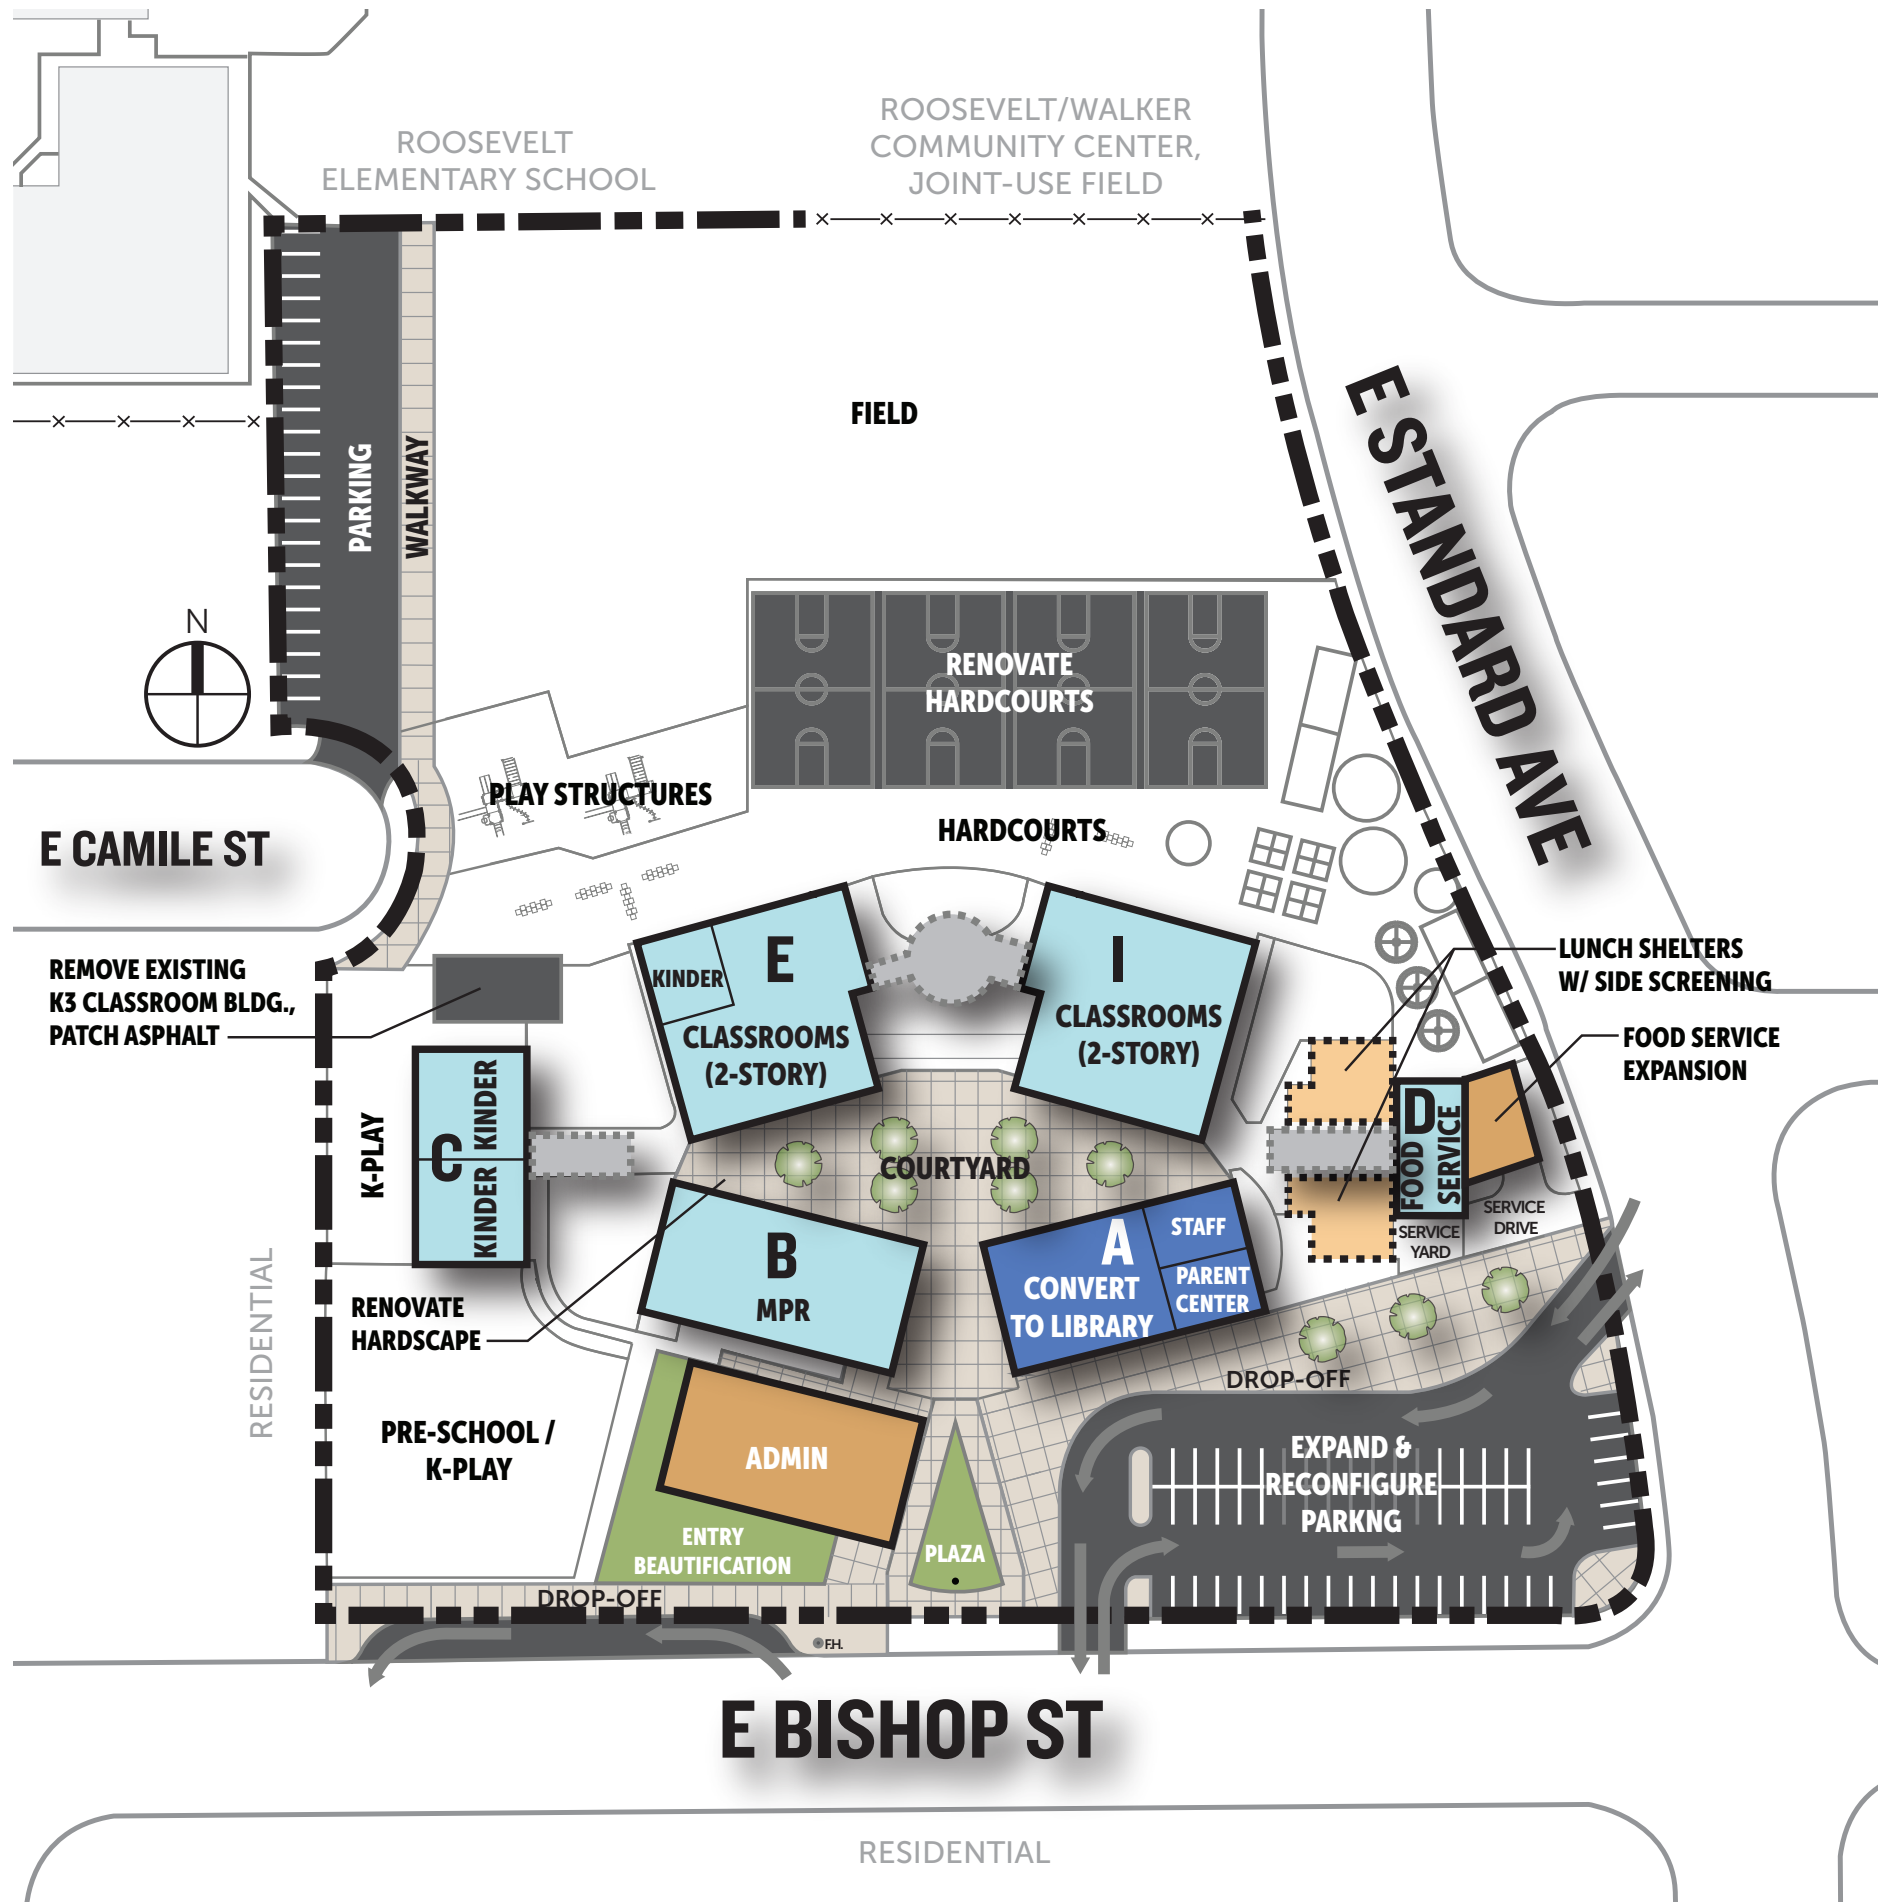 ROOSEVELT
ELEMENTARY SCHOOL
ROOSEVELT/WALKER
COMMUNITY CENTER,
JOINT-USE FIELD
FIELD
PARKING
WALKWAY
E STANDARD AVE
N
RENOVATE
HARDCOURTS
PLAY STRUCTURES
HARDCOURTS
E CAMILE ST
REMOVE EXISTING
K3 CLASSROOM BLDG.,
PATCH ASPHALT
KINDER
E
CLASSROOMS
(2-STORY)
I
CLASSROOMS
(2-STORY)
LUNCH SHELTERS
W/ SIDE SCREENING
FOOD SERVICE
EXPANSION
K-PLAY
C
KINDER
KINDER
COURTYARD
D
FOOD
SERVICE
SERVICE
DRIVE
SERVICE
YARD
B
MPR
A
CONVERT
TO LIBRARY
STAFF
PARENT
CENTER
RENOVATE
HARDSCAPE
RESIDENTIAL
PRE-SCHOOL /
K-PLAY
ADMIN
DROP-OFF
EXPAND &
RECONFIGURE
PARKNG
ENTRY
BEAUTIFICATION
PLAZA
DROP-OFF
F.H.
E BISHOP ST
RESIDENTIAL